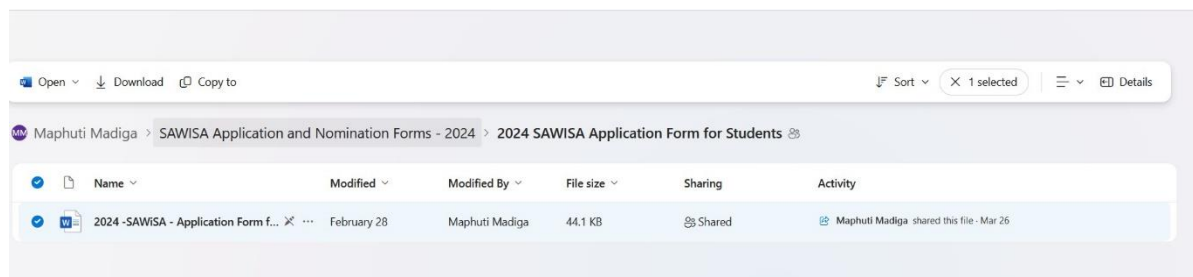 Open Download Copy to Sort 1 selected Details
MM Maphuti Madiga > SAWISA Application and Nomination Forms - 2024 > 2024 SAWISA Application Form for Students
Name Modified Modified By File size Sharing Activity
2024 -SAWiSA - Application Form f... ··· February 28 Maphuti Madiga 44.1 KB Shared Maphuti Madiga shared this file · Mar 26